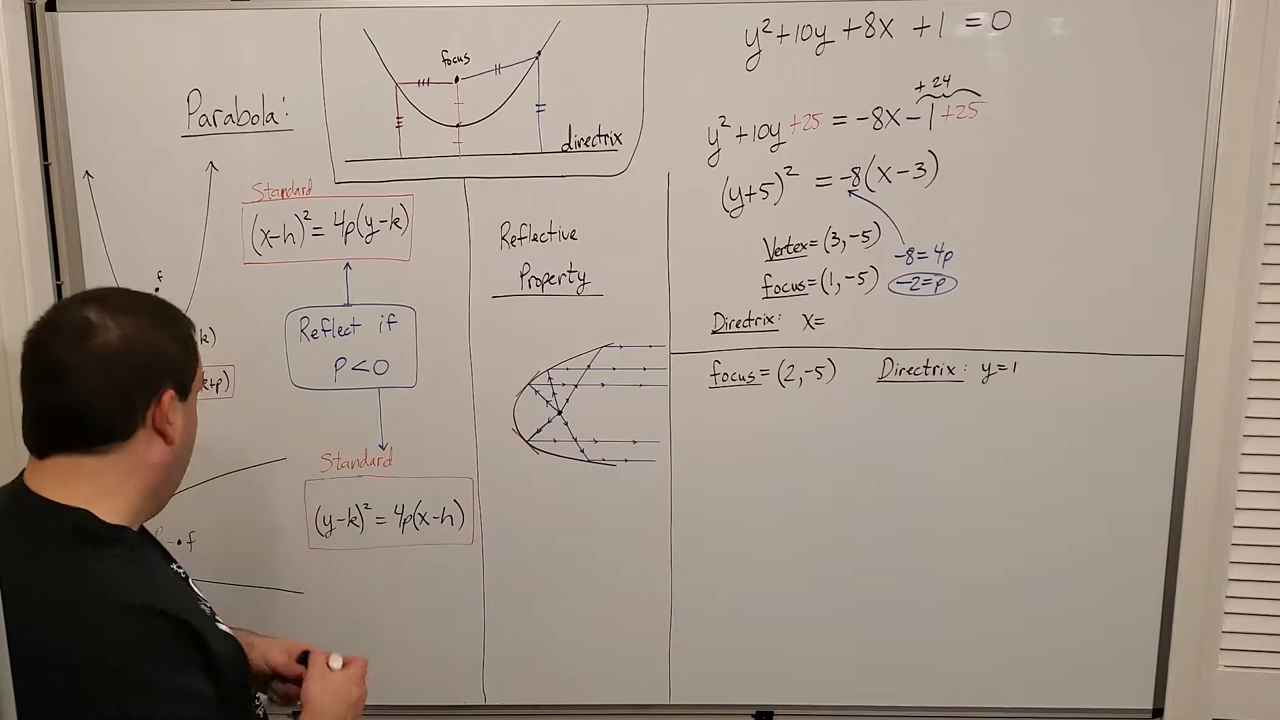 Parabola:
focus
directrix
Standard
(x-h)² = 4p(y-k)
f
Reflect if
P<0
k)
k+p)
Standard
(y-k)² = 4p(x-h)
f
Reflective
Property
y²+10y+8x+1=0
+24
y²+10y+25=-8x-1+25
(y+5)²=-8(x-3)
Vertex=(3,-5)
-8=4p
focus=(1,-5)
-2=p
Directrix: x=
focus=(2,-5) Directrix: y=1